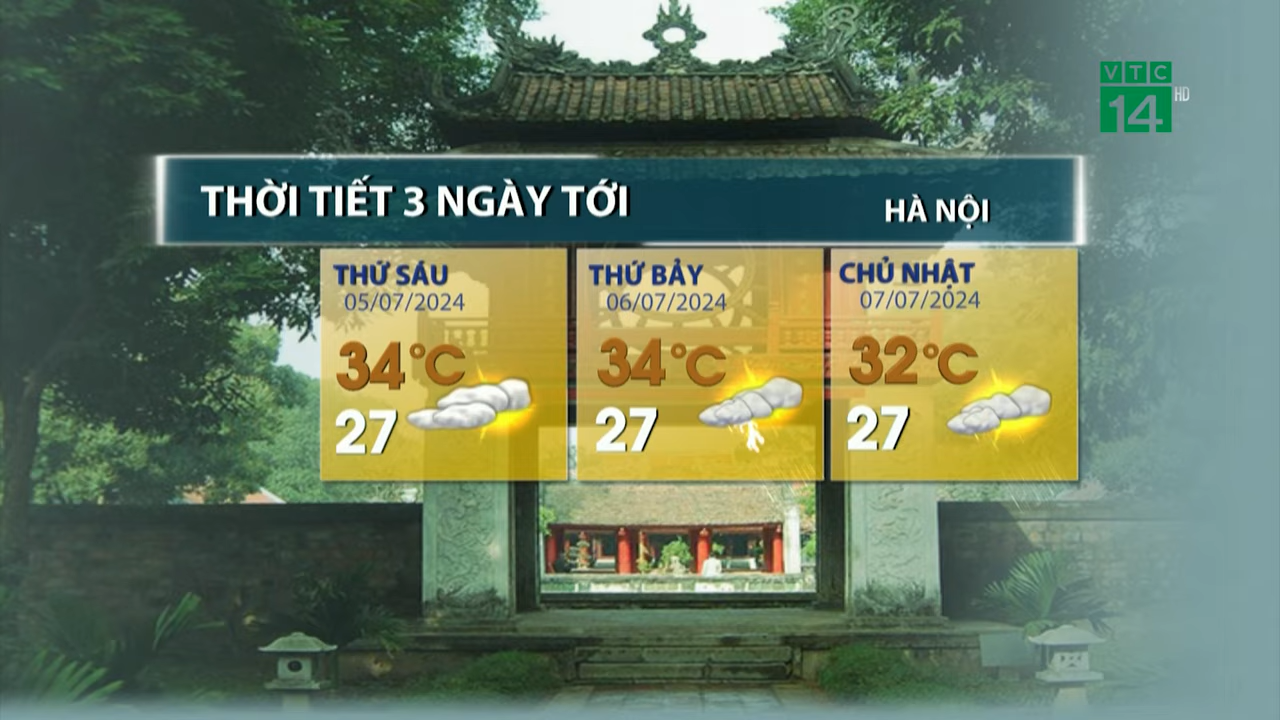 VTC
14 HD
THỜI TIẾT 3 NGÀY TỚI
HÀ NỘI
THỨ SÁU
05/07/2024
34°C
27
THỨ BẢY
06/07/2024
34°C
27
CHỦ NHẬT
07/07/2024
32°C
27